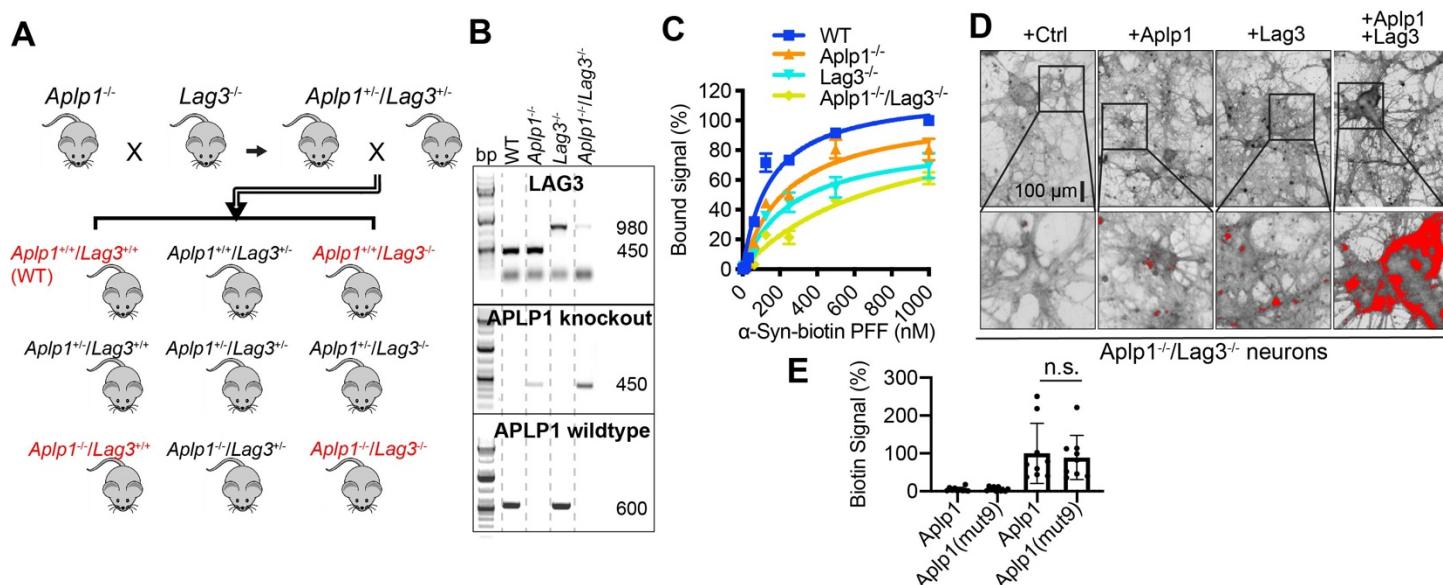 A
Aplp1-/- Lag3-/- Aplp1+/-/Lag3+/-
X X
Aplp1+/+/Lag3+/+
(WT)
Aplp1+/+/Lag3+/-
Aplp1+/+/Lag3-/-
Aplp1+/-/Lag3+/+
Aplp1+/-/Lag3+/-
Aplp1+/-/Lag3-/-
Aplp1-/-/Lag3+/+
Aplp1-/-/Lag3+/-
Aplp1-/-/Lag3-/-
B
bp
WT
Aplp1-/-
Lag3-/-
Aplp1-/-/Lag3-/-
LAG3
980
450
APLP1 knockout
450
APLP1 wildtype
600
C
WT
Aplp1-/-
Lag3-/-
Aplp1-/-/Lag3-/-
Bound signal (%)
120
100
80
60
40
20
0
0
200
400
600
800
1000
α-Syn-biotin PFF (nM)
D
+Ctrl
+Aplp1
+Lag3
+Aplp1
+Lag3
100 µm
Aplp1-/-/Lag3-/- neurons
E
Biotin Signal (%)
300
200
100
0
n.s.
Aplp1
Aplp1(mut9)
Aplp1
Aplp1(mut9)